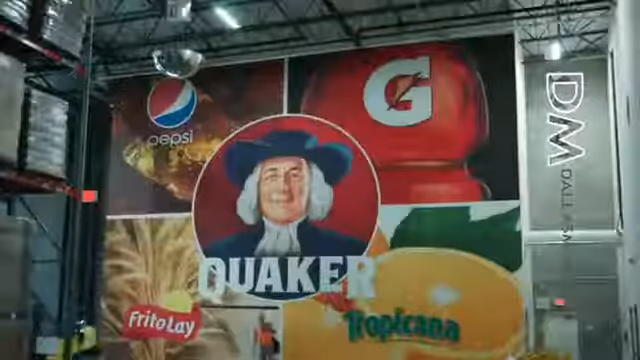 pepsi
G
QUAKER
FritoLay
Tropicana
DM